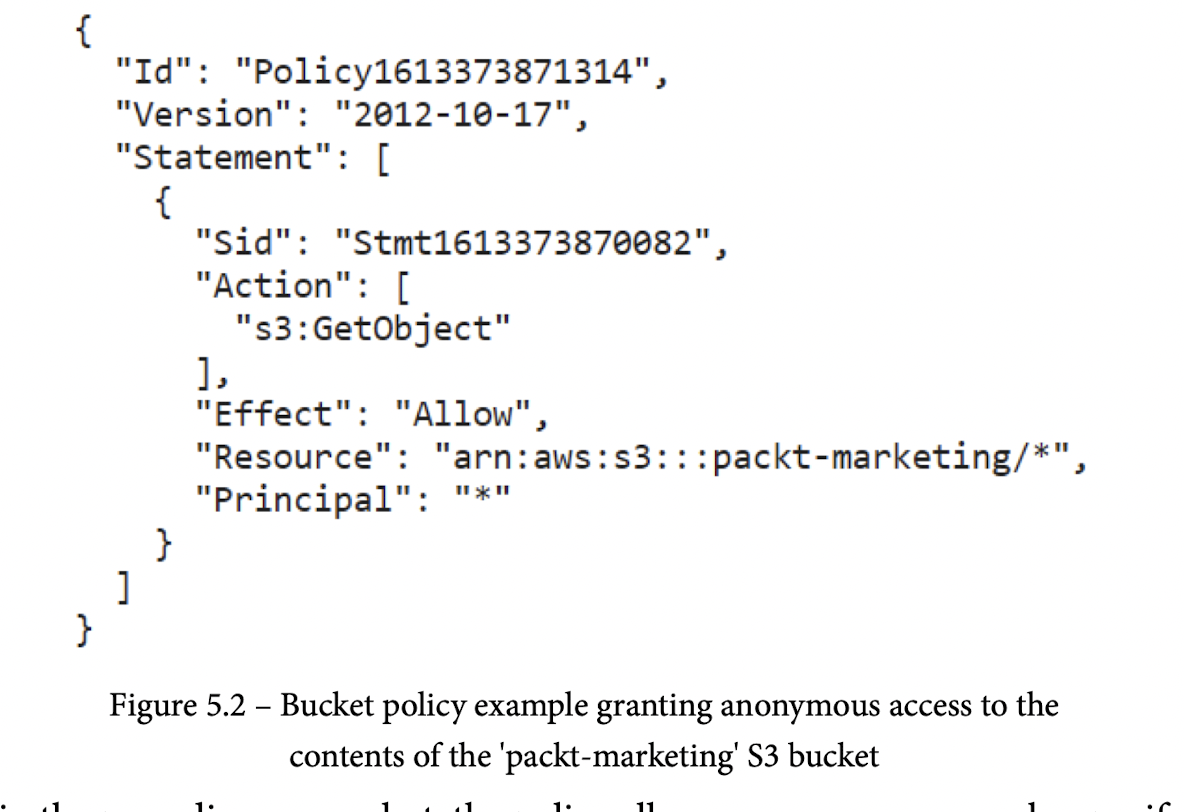 {
  "Id": "Policy1613373871314",
  "Version": "2012-10-17",
  "Statement": [
    {
      "Sid": "Stmt1613373870082",
      "Action": [
        "s3:GetObject"
      ],
      "Effect": "Allow",
      "Resource": "arn:aws:s3:::packt-marketing/*",
      "Principal": "*"
    }
  ]
}
Figure 5.2 – Bucket policy example granting anonymous access to the
contents of the 'packt-marketing' S3 bucket